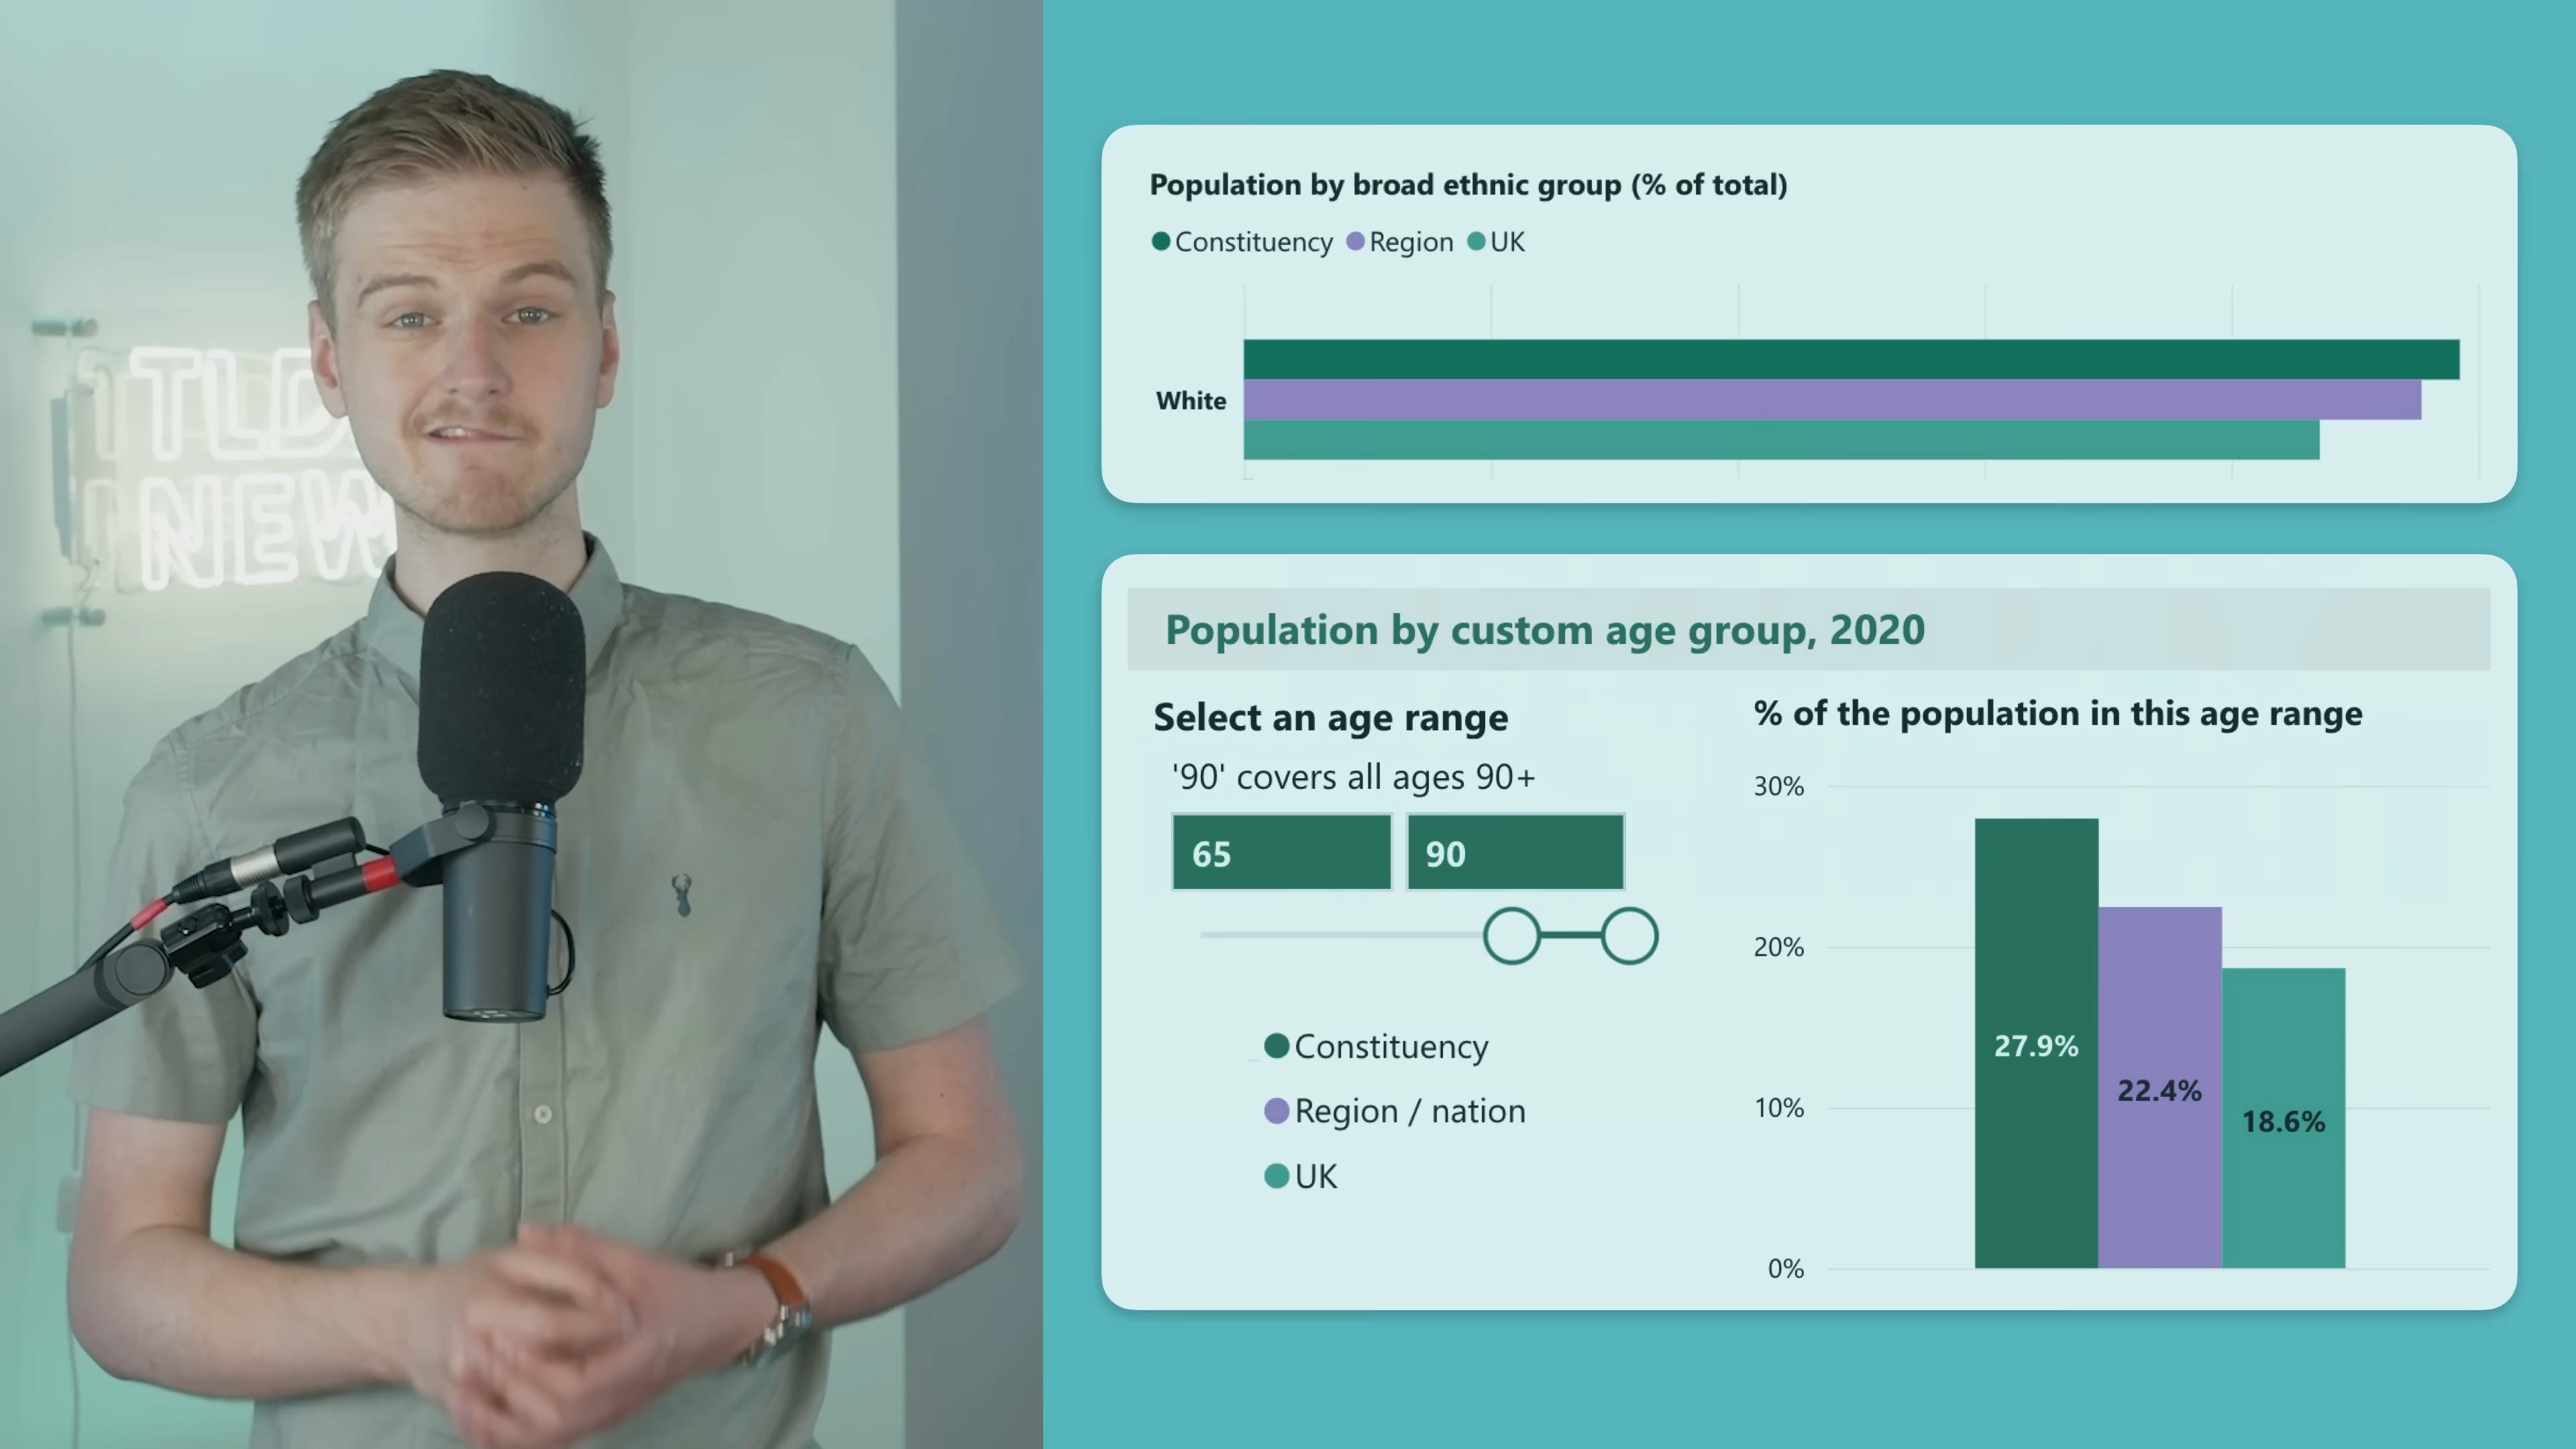 TLD
NEW
Population by broad ethnic group (% of total)
Constituency Region UK
White
Population by custom age group, 2020
Select an age range
'90' covers all ages 90+
65 90
Constituency
Region / nation
UK
% of the population in this age range
30%
20%
10%
0%
27.9%
22.4%
18.6%